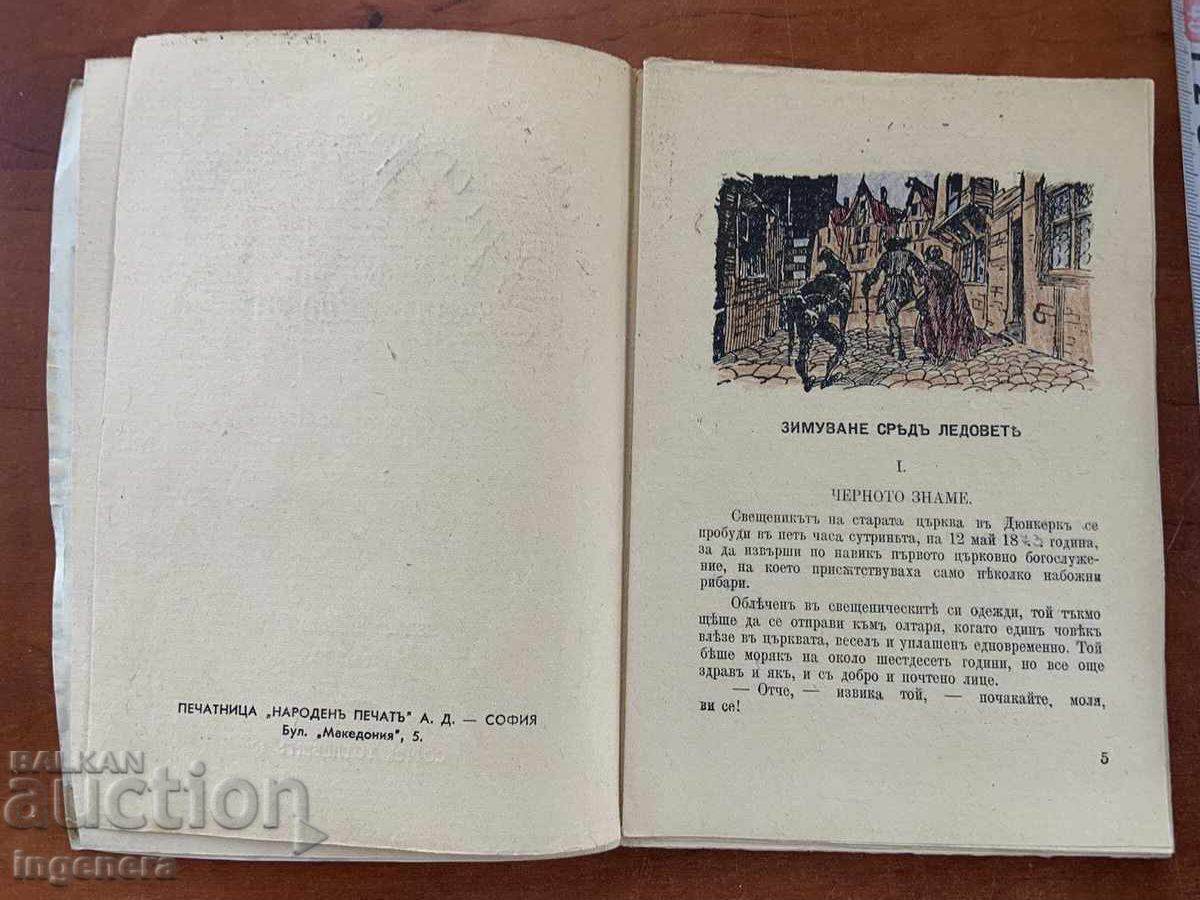 ПЕЧАТНИЦА „НАРОДЕНЪ ПЕЧАТЪ" А. Д. — СОФИЯ
Бул. „Македония", 5.
ЗИМУВАНЕ СРѢДЪ ЛЕДОВЕТѢ
I.
ЧЕРНОТО ЗНАМЕ.
Свещеникътъ на старата църква въ Дюнкеркъ се
пробуди въ петь часа сутриньта, на 12 май 18 година,
за да извърши по навикъ първото църковно богослуже-
ние, на което присѫтствуваха само нѣколко набожни
рибари.
Облѣченъ въ свещеническитѣ си одежди, той тъкмо
щѣше да се отправи къмъ олтаря, когато единъ човѣкъ
влѣзе въ църквата, веселъ и уплашенъ едновременно. Той
бѣше морякъ на около шестдесеть години, но все още
здравъ и якъ, и съ добро и почтено лице.
— Отче, — извика той, — почакайте, моля,
ви се!
5
BALKAN
auction
ingenera